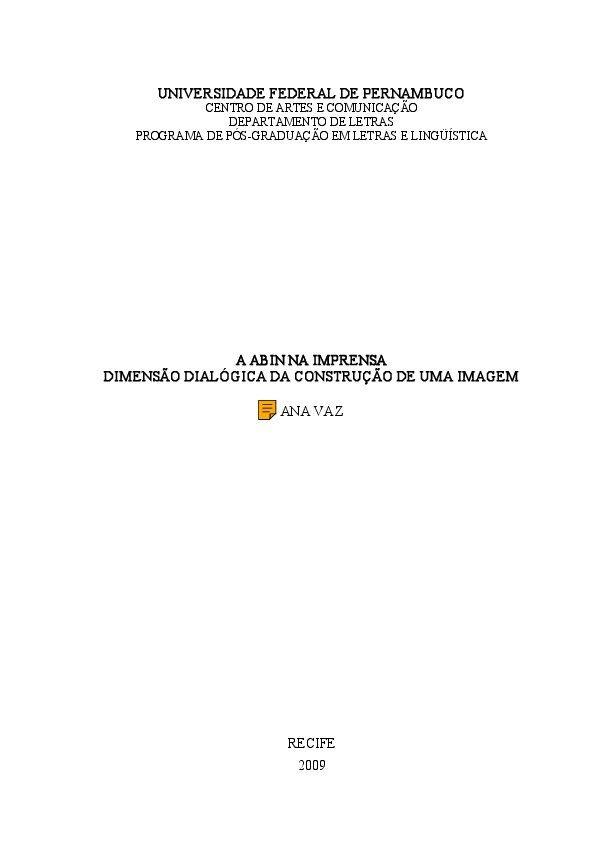 UNIVERSIDADE FEDERAL DE PERNAMBUCO
CENTRO DE ARTES E COMUNICAÇÃO
DEPARTAMENTO DE LETRAS
PROGRAMA DE PÓS-GRADUAÇÃO EM LETRAS E LINGÜÍSTICA
A ABIN NA IMPRENSA
DIMENSÃO DIALÓGICA DA CONSTRUÇÃO DE UMA IMAGEM
ANA VAZ
RECIFE
2009